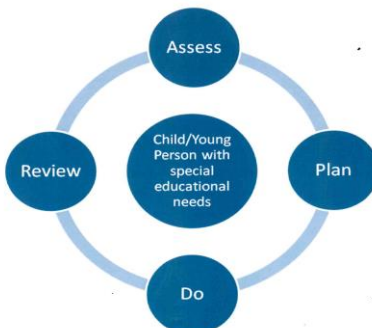 Assess
Child/Young
Person with
special
educational
needs
Review
Plan
Do